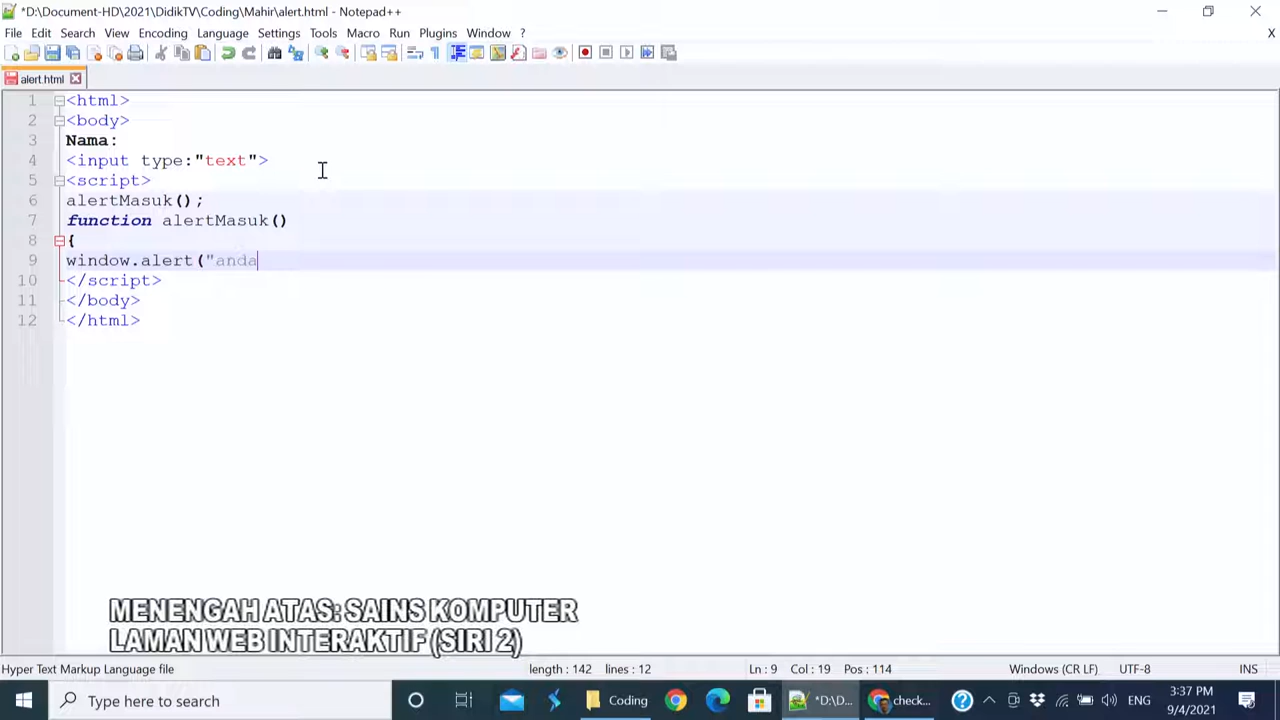 *D:\Document-HD\2021\DidikTV\Coding\Mahir\alert.html - Notepad++
File Edit Search View Encoding Language Settings Tools Macro Run Plugins Window ? X
alert.html
1 <html>
2 <body>
3 Nama:
4 <input type:"text">
5 <script>
6 alertMasuk();
7 function alertMasuk()
8 {
9 window.alert("anda
10 </script>
11 </body>
12 </html>
MENENGAH ATAS: SAINS KOMPUTER
LAMAN WEB INTERAKTIF (SIRI 2)
Hyper Text Markup Language file length : 142 lines : 12 Ln : 9 Col : 19 Pos : 114 Windows (CR LF) UTF-8 INS
Type here to search Coding *D:\D... check... ENG 3:37 PM
9/4/2021